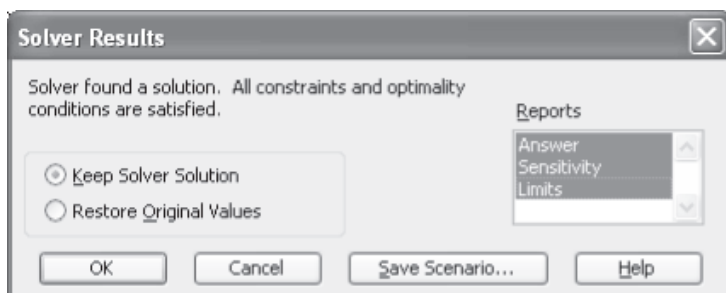 Solver Results
Solver found a solution. All constraints and optimality
conditions are satisfied.
Reports
Answer
Sensitivity
Limits
Keep Solver Solution
Restore Original Values
OK Cancel Save Scenario... Help